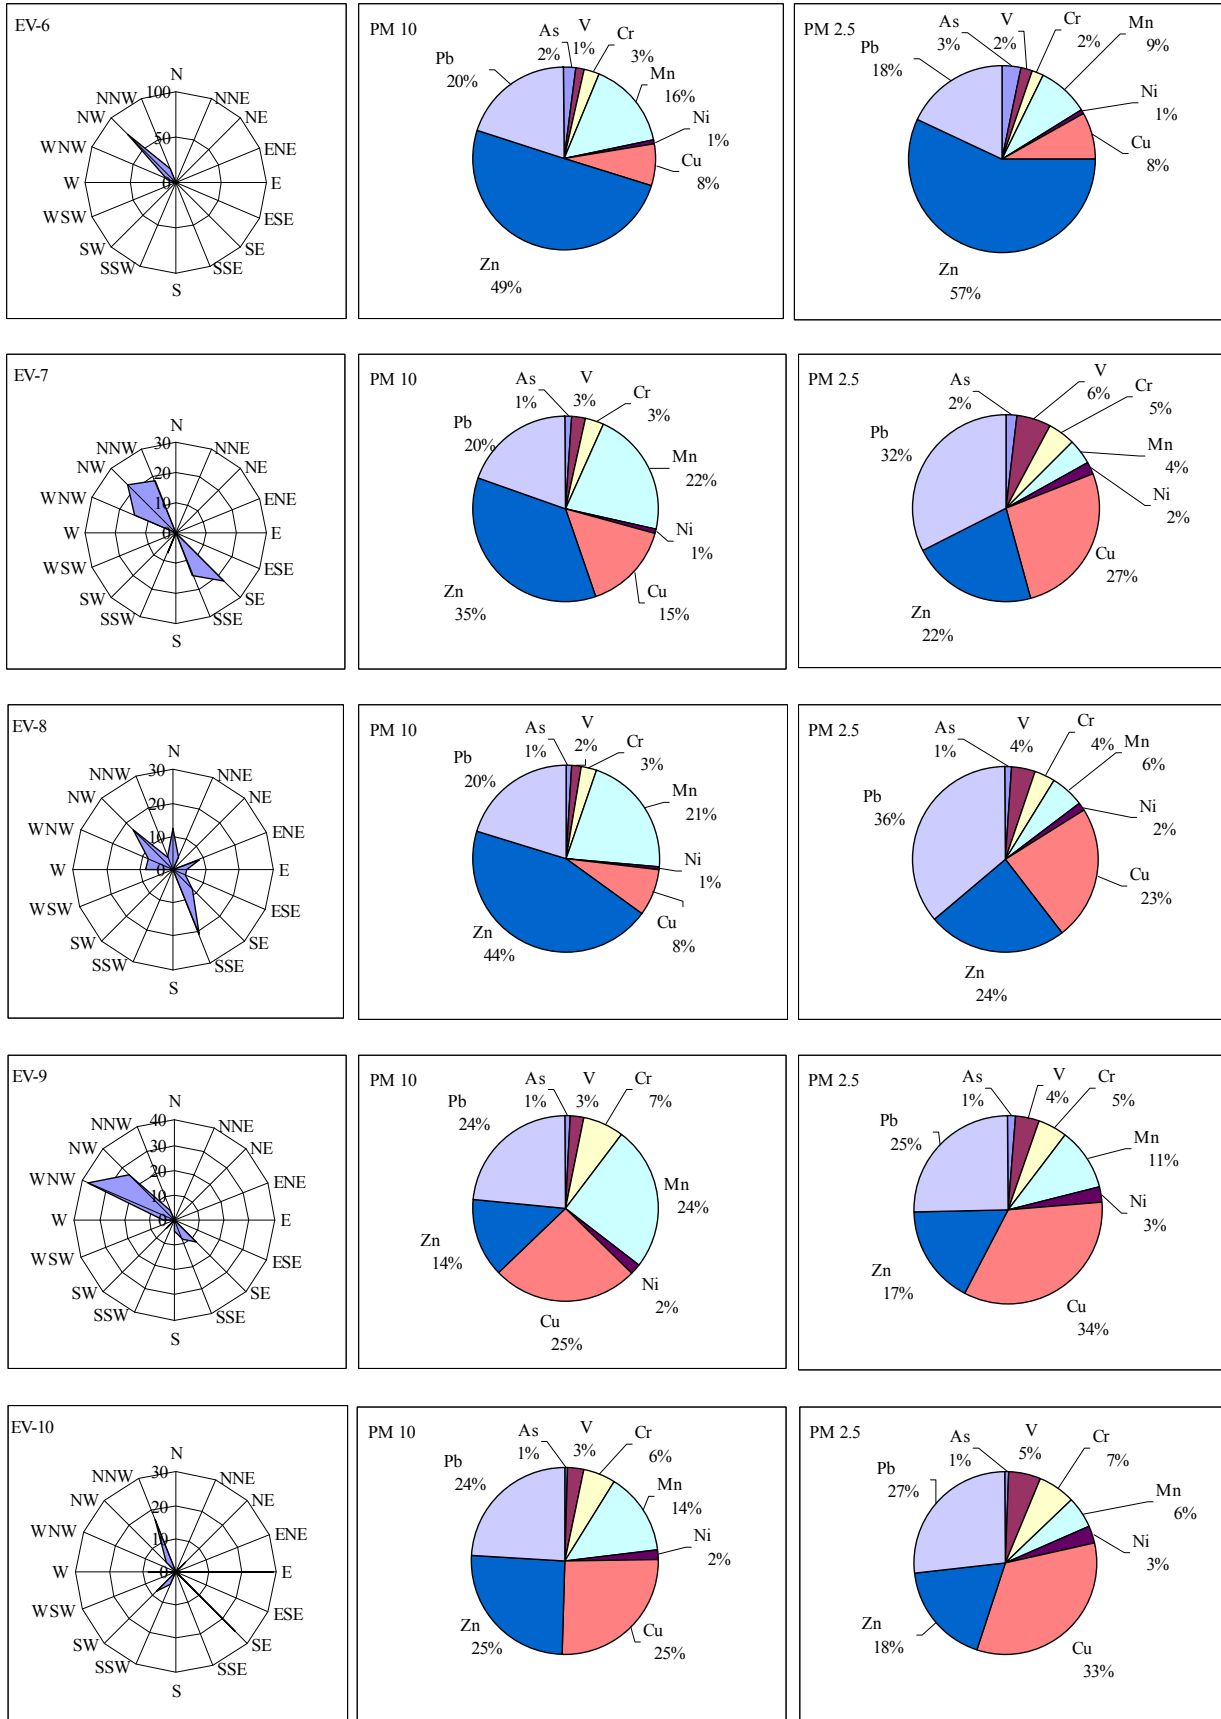 EV-6
N
NNW
NNE
NW
NE
WNW
ENE
W
E
WSW
ESE
SW
SE
SSW
SSE
S
100
50
0
PM 10
As
2%
V
1%
Cr
3%
Mn
16%
Ni
1%
Cu
8%
Zn
49%
Pb
20%
PM 2.5
As
3%
V
2%
Cr
2%
Mn
9%
Ni
1%
Cu
8%
Zn
57%
Pb
18%
EV-7
N
NNW
NNE
NW
NE
WNW
ENE
W
E
WSW
ESE
SW
SE
SSW
SSE
S
30
20
10
0
PM 10
As
1%
V
3%
Cr
3%
Mn
22%
Ni
1%
Cu
15%
Zn
35%
Pb
20%
PM 2.5
As
2%
V
6%
Cr
5%
Mn
4%
Ni
2%
Cu
27%
Zn
22%
Pb
32%
EV-8
N
NNW
NNE
NW
NE
WNW
ENE
W
E
WSW
ESE
SW
SE
SSW
SSE
S
30
20
10
0
PM 10
As
1%
V
2%
Cr
3%
Mn
21%
Ni
1%
Cu
8%
Zn
44%
Pb
20%
PM 2.5
As
1%
V
4%
Cr
4%
Mn
6%
Ni
2%
Cu
23%
Zn
24%
Pb
36%
EV-9
N
NNW
NNE
NW
NE
WNW
ENE
W
E
WSW
ESE
SW
SE
SSW
SSE
S
40
30
20
10
0
PM 10
As
1%
V
3%
Cr
7%
Mn
24%
Ni
2%
Cu
25%
Zn
14%
Pb
24%
PM 2.5
As
1%
V
4%
Cr
5%
Mn
11%
Ni
3%
Cu
34%
Zn
17%
Pb
25%
EV-10
N
NNW
NNE
NW
NE
WNW
ENE
W
E
WSW
ESE
SW
SE
SSW
SSE
S
30
20
10
0
PM 10
As
1%
V
3%
Cr
6%
Mn
14%
Ni
2%
Cu
25%
Zn
25%
Pb
24%
PM 2.5
As
1%
V
5%
Cr
7%
Mn
6%
Ni
3%
Cu
33%
Zn
18%
Pb
27%